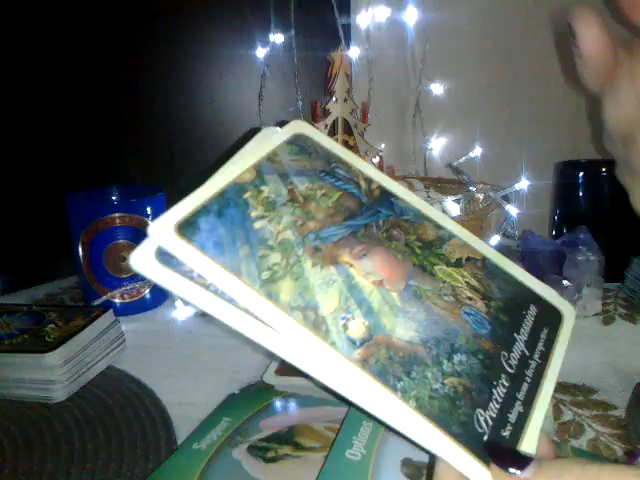 Practice Compassion
See things from a fresh perspective.
Support
Options